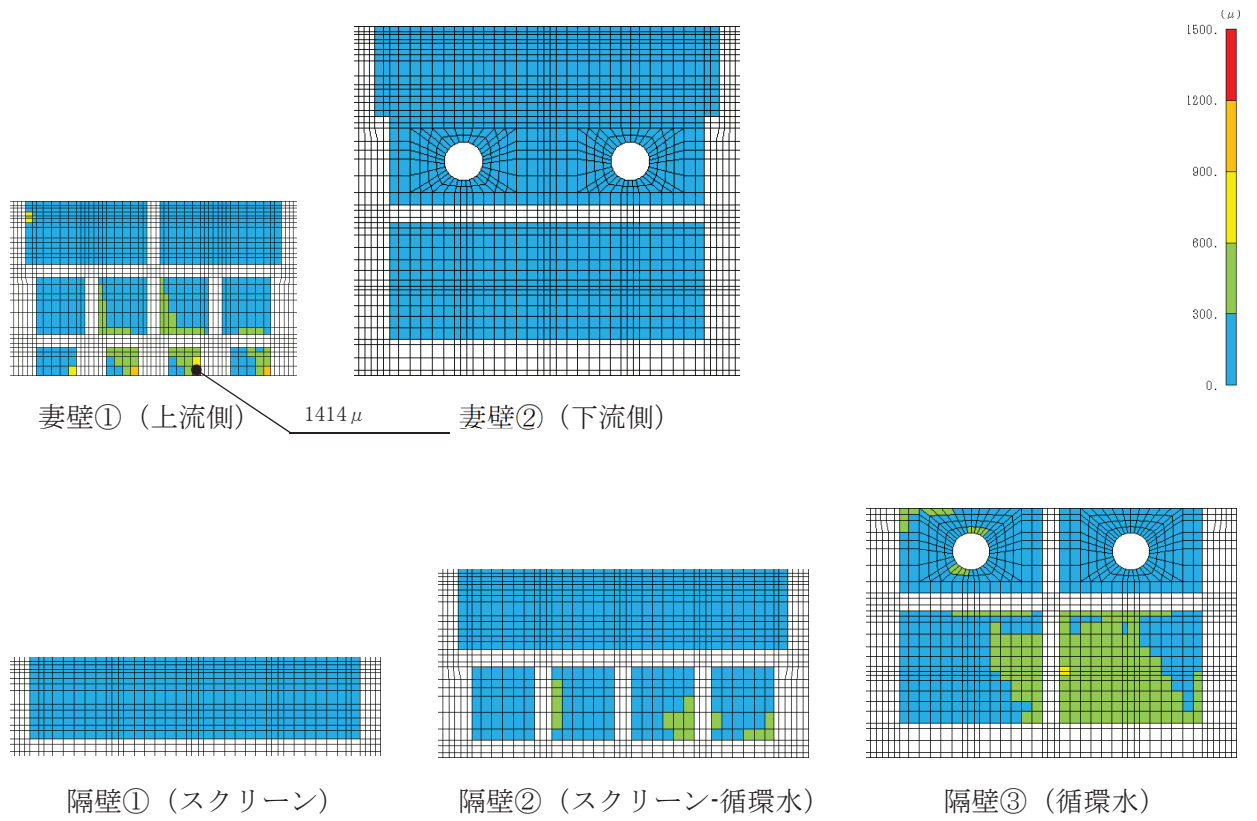 (μ)
1500.
1200.
900.
600.
300.
0.
妻壁①（上流側）
1414μ
妻壁②（下流側）
隔壁①（スクリーン）
隔壁②（スクリーン-循環水）
隔壁③（循環水）